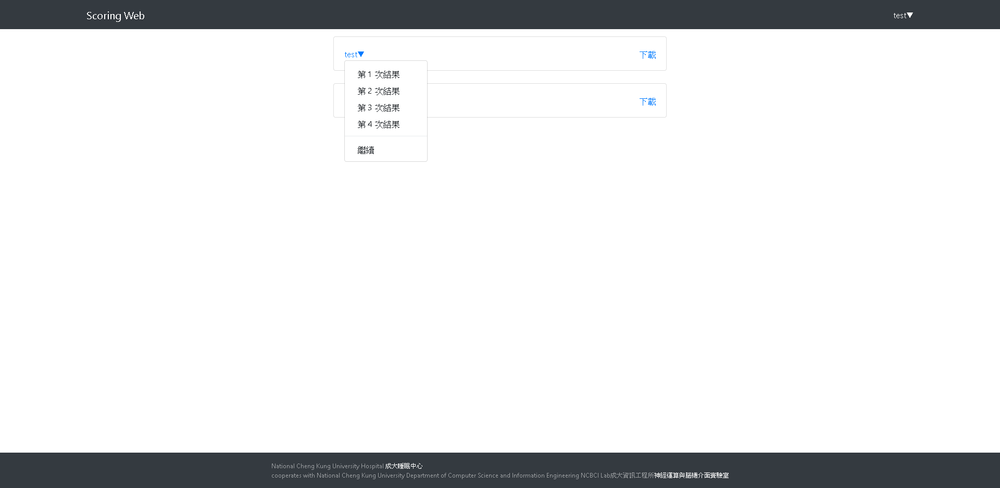 Scoring Web
test▼
test▼
下載
第 1 次結果
第 2 次結果
下載
第 3 次結果
第 4 次結果
繼續
National Cheng Kung University Hospital 成大睡眠中心
cooperates with National Cheng Kung University Department of Computer Science and Information Engineering NCBCI Lab成大資訊工程所神經運算與腦機介面實驗室